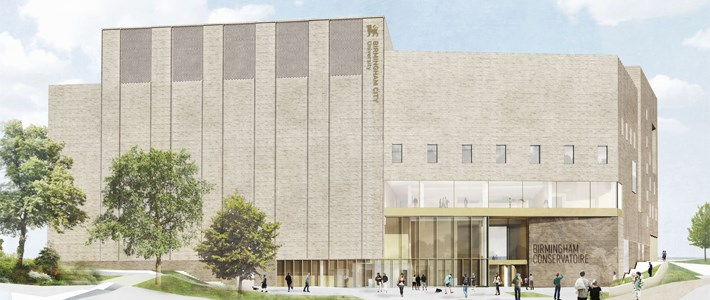 BIRMINGHAM CITY
University
BIRMINGHAM
CONSERVATOIRE